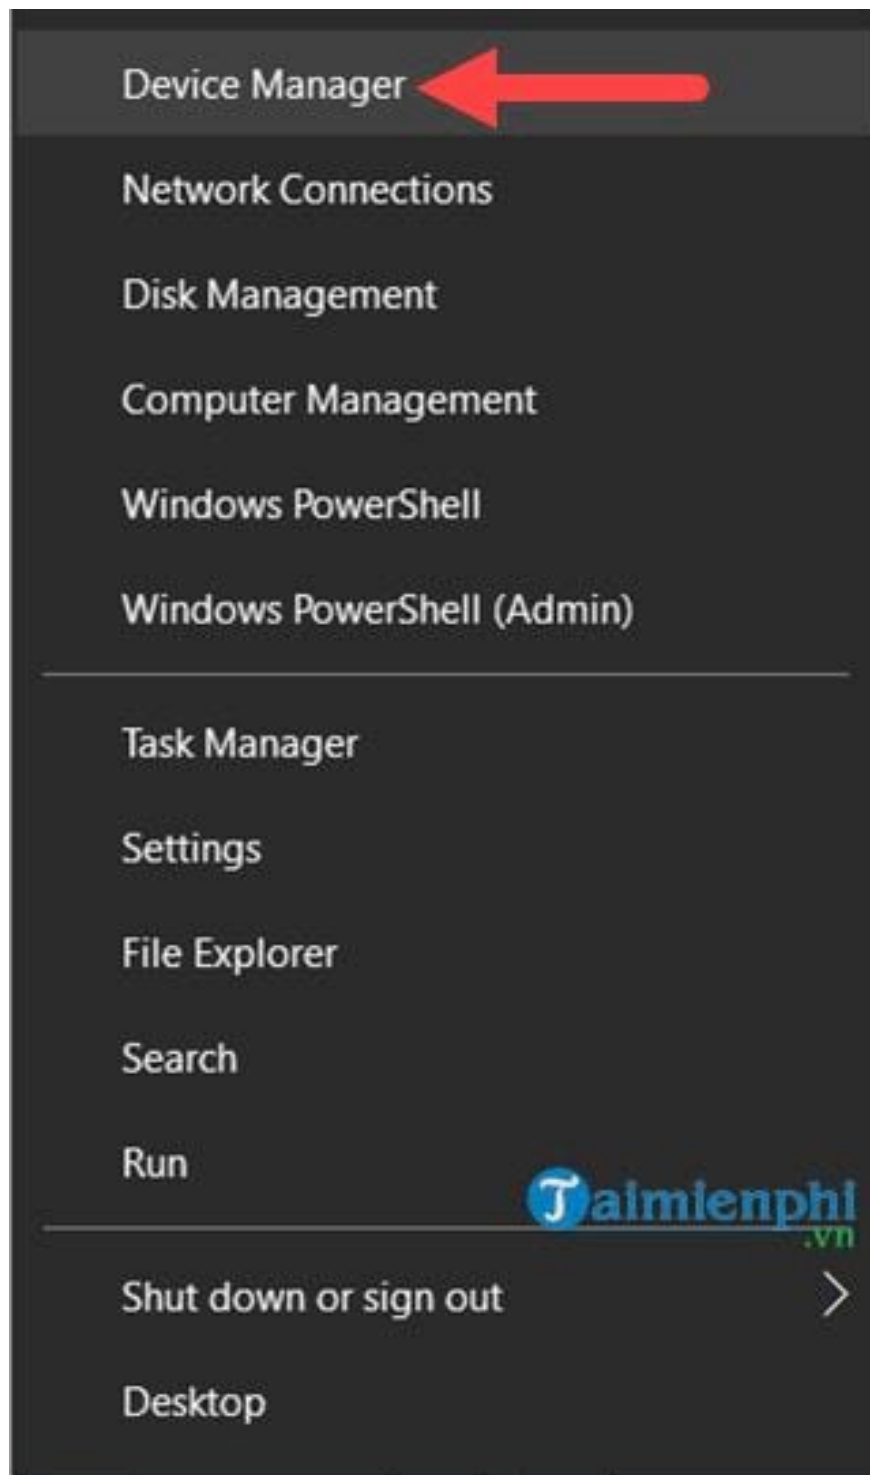 Device Manager
Network Connections
Disk Management
Computer Management
Windows PowerShell
Windows PowerShell (Admin)
Task Manager
Settings
File Explorer
Search
Run
Taimienphi
.vn
Shut down or sign out
Desktop